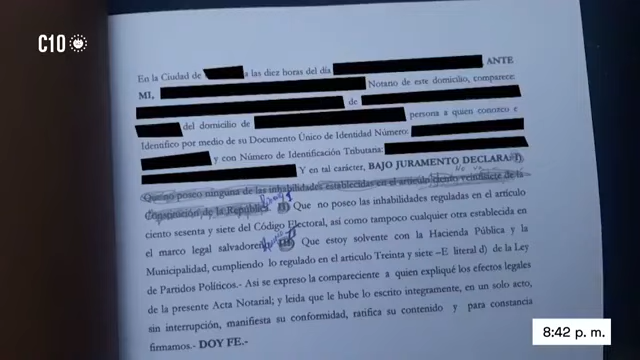 C10
En la Ciudad de a las diez horas del día ANTE
MI, Notario de este domicilio, comparece
de
del domicilio de persona a quien conozco e
Identifico por medio de su Documento Único de Identidad Número:
y con Número de Identificación Tributaria:
Y en tal carácter, BAJO JURAMENTO DECLARA: I)
Que no poseo ninguna de las inhabilidades establecidas en el artículo ciento veintisiete de la
Constitución de la República. II) Que no poseo las inhabilidades reguladas en el artículo
ciento sesenta y siete del Código Electoral, así como tampoco cualquier otra establecida en
el marco legal salvadoreño. III) Que estoy solvente con la Hacienda Pública y la
Municipalidad, cumpliendo lo regulado en el artículo Treinta y siete –E literal d) de la Ley
de Partidos Políticos.- Así se expreso la compareciente a quien expliqué los efectos legales
de la presente Acta Notarial; y leida que le hube lo escrito integramente, en un solo acto,
sin interrupción, manifiesta su conformidad, ratifica su contenido y para constancia
firmamos.- DOY FE.-
8:42 p. m.